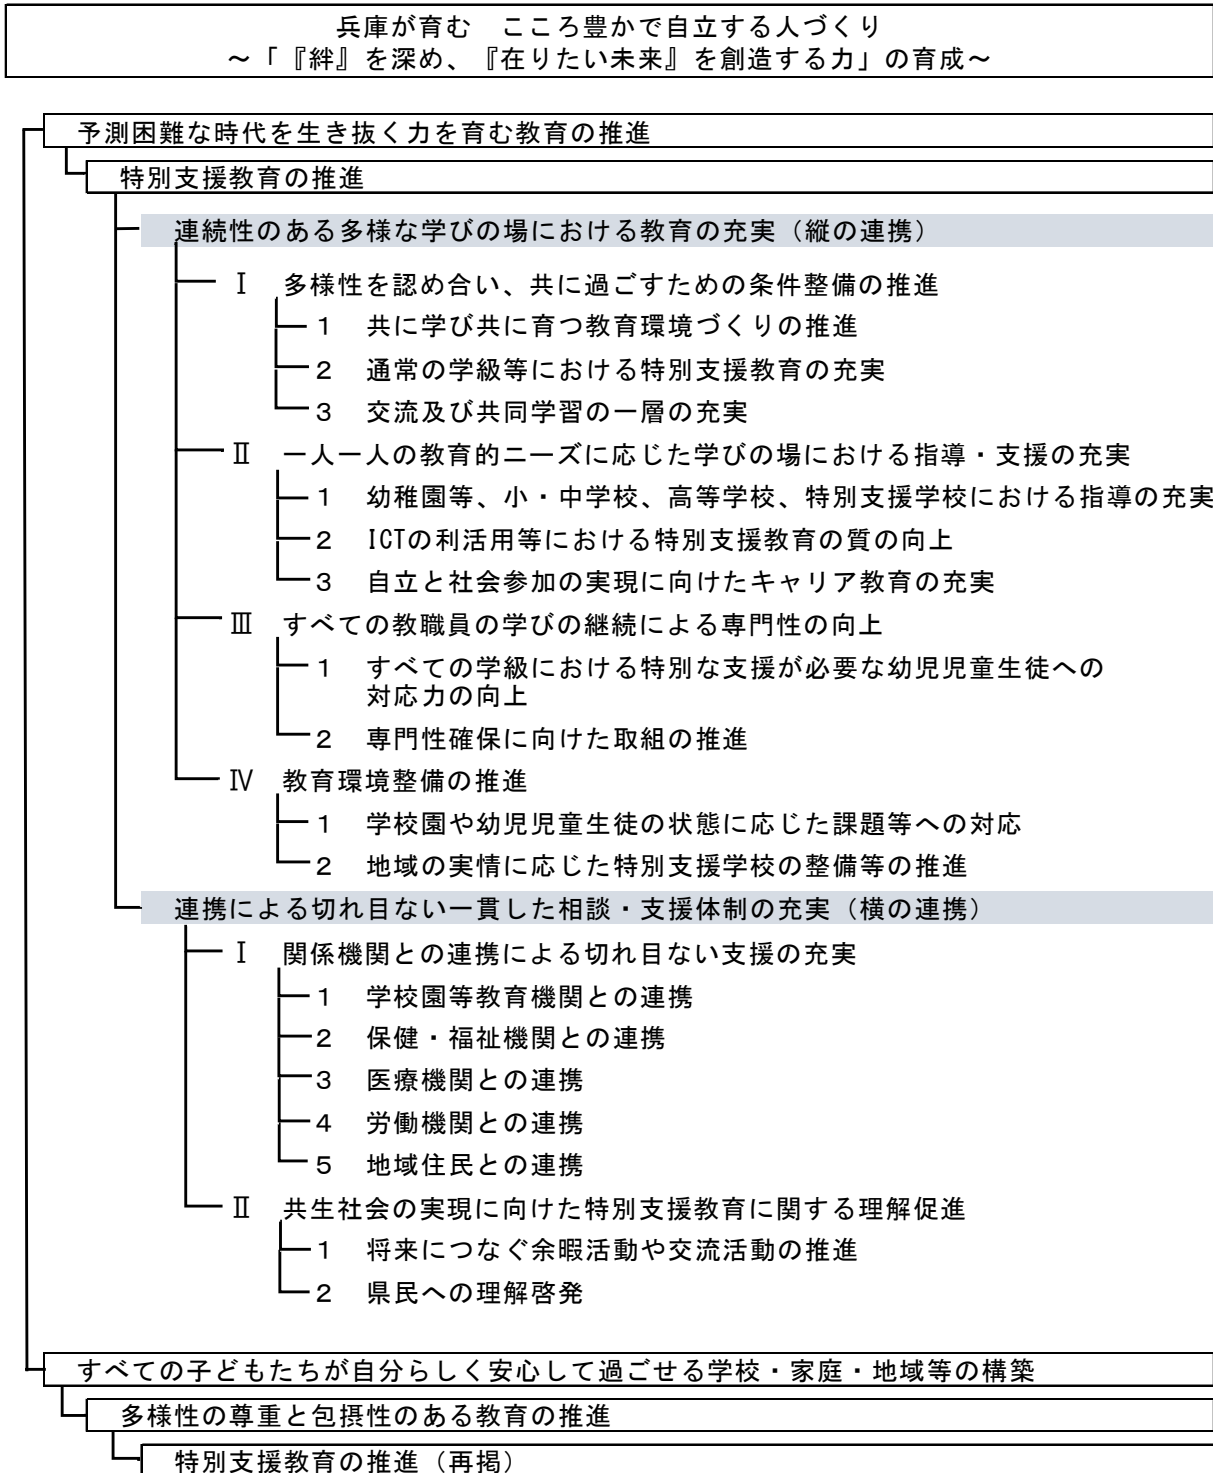 兵庫が育む　こころ豊かで自立する人づくり
～「『絆』を深め、『在りたい未来』を創造する力」の育成～
予測困難な時代を生き抜く力を育む教育の推進
特別支援教育の推進
連続性のある多様な学びの場における教育の充実（縦の連携）
Ⅰ　多様性を認め合い、共に過ごすための条件整備の推進
１　共に学び共に育つ教育環境づくりの推進
２　通常の学級等における特別支援教育の充実
３　交流及び共同学習の一層の充実
Ⅱ　一人一人の教育的ニーズに応じた学びの場における指導・支援の充実
１　幼稚園等、小・中学校、高等学校、特別支援学校における指導の充実
２　ICTの利活用等における特別支援教育の質の向上
３　自立と社会参加の実現に向けたキャリア教育の充実
Ⅲ　すべての教職員の学びの継続による専門性の向上
１　すべての学級における特別な支援が必要な幼児児童生徒への
対応力の向上
２　専門性確保に向けた取組の推進
Ⅳ　教育環境整備の推進
１　学校園や幼児児童生徒の状態に応じた課題等への対応
２　地域の実情に応じた特別支援学校の整備等の推進
連携による切れ目ない一貫した相談・支援体制の充実（横の連携）
Ⅰ　関係機関との連携による切れ目ない支援の充実
１　学校園等教育機関との連携
２　保健・福祉機関との連携
３　医療機関との連携
４　労働機関との連携
５　地域住民との連携
Ⅱ　共生社会の実現に向けた特別支援教育に関する理解促進
１　将来につなぐ余暇活動や交流活動の推進
２　県民への理解啓発
すべての子どもたちが自分らしく安心して過ごせる学校・家庭・地域等の構築
多様性の尊重と包摂性のある教育の推進
特別支援教育の推進（再掲）